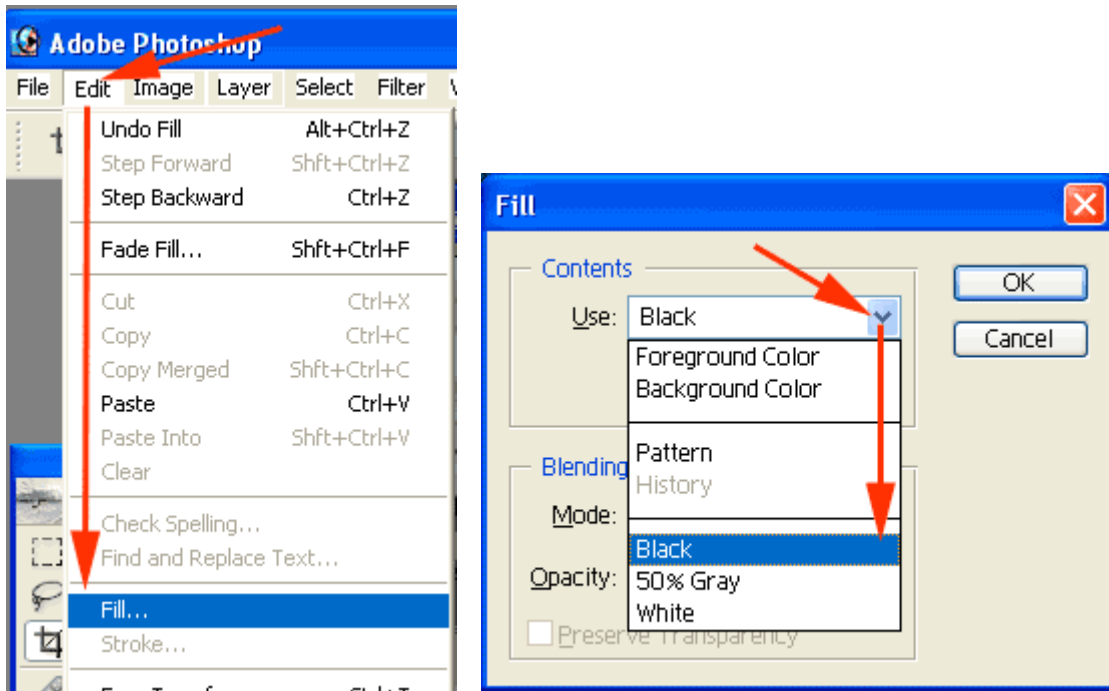 Adobe Photoshop
File Edit Image Layer Select Filter
Undo Fill Alt+Ctrl+Z
Step Forward Shft+Ctrl+Z
Step Backward Ctrl+Z
Fade Fill... Shft+Ctrl+F
Cut Ctrl+X
Copy Ctrl+C
Copy Merged Shft+Ctrl+C
Paste Ctrl+V
Paste Into Shft+Ctrl+V
Clear
Check Spelling...
Find and Replace Text...
Fill...
Stroke...
Fill
Contents
Use: Black
Foreground Color
Background Color
Pattern
History
Black
50% Gray
White
Blending
Mode:
Opacity:
Preserve Transparency
OK
Cancel